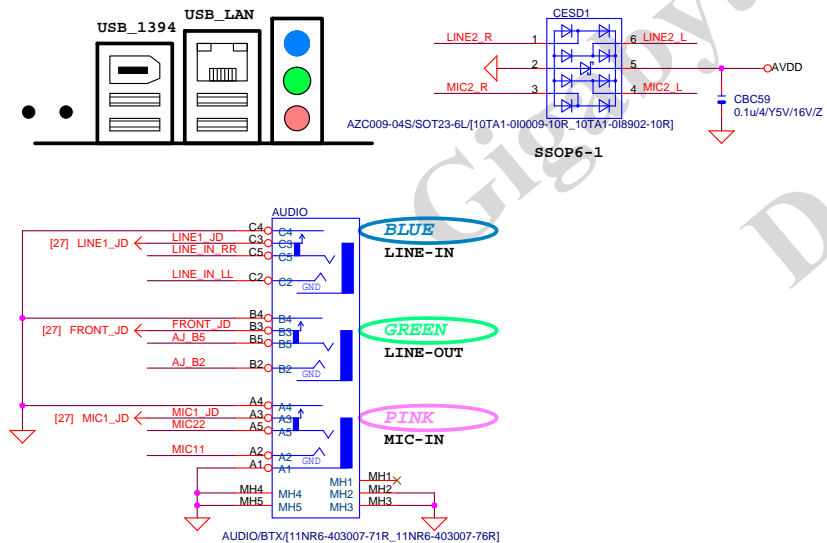 USB_1394
USB_LAN
CESD1
LINE2_R 1 6 LINE2_L
2 5 AVDD
MIC2_R 3 4 MIC2_L
CBC59
0.1u/4/Y5V/16V/Z
AZC009-04S/SOT23-6L/[10TA1-0I0009-10R_10TA1-0I8902-10R]
SSOP6-1
Gigaby
D
AUDIO
C4 C4
[27] LINE1_JD LINE1_JD C3 C3
LINE_IN_RR C5 C5
LINE_IN_LL C2 C2
GND
BLUE
LINE-IN
B4 B4
[27] FRONT_JD FRONT_JD B3 B3
AJ_B5 B5 B5
AJ_B2 B2 B2
GND
GREEN
LINE-OUT
A4 A4
[27] MIC1_JD MIC1_JD A3 A3
MIC22 A5 A5
MIC11 A2 A2
GND
A1 A1
PINK
MIC-IN
MH1 MH1
MH4 MH4 MH2 MH2
MH5 MH5 MH3 MH3
AUDIO/BTX/[11NR6-403007-71R_11NR6-403007-76R]